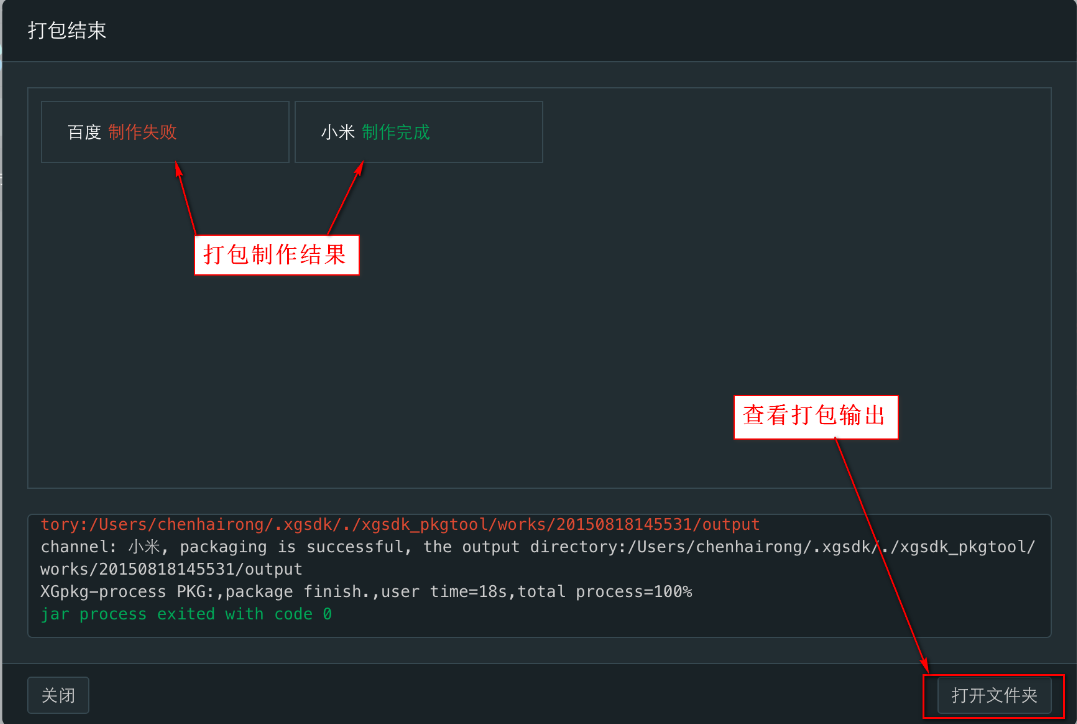 打包结束
百度 制作失败
小米 制作完成
打包制作结果
查看打包输出
tory:/Users/chenhairong/.xgsdk/./xgsdk_pkgtool/works/20150818145531/output
channel: 小米, packaging is successful, the output directory:/Users/chenhairong/.xgsdk/./xgsdk_pkgtool/
works/20150818145531/output
XGpkg-process PKG:,package finish.,user time=18s,total process=100%
jar process exited with code 0
关闭
打开文件夹